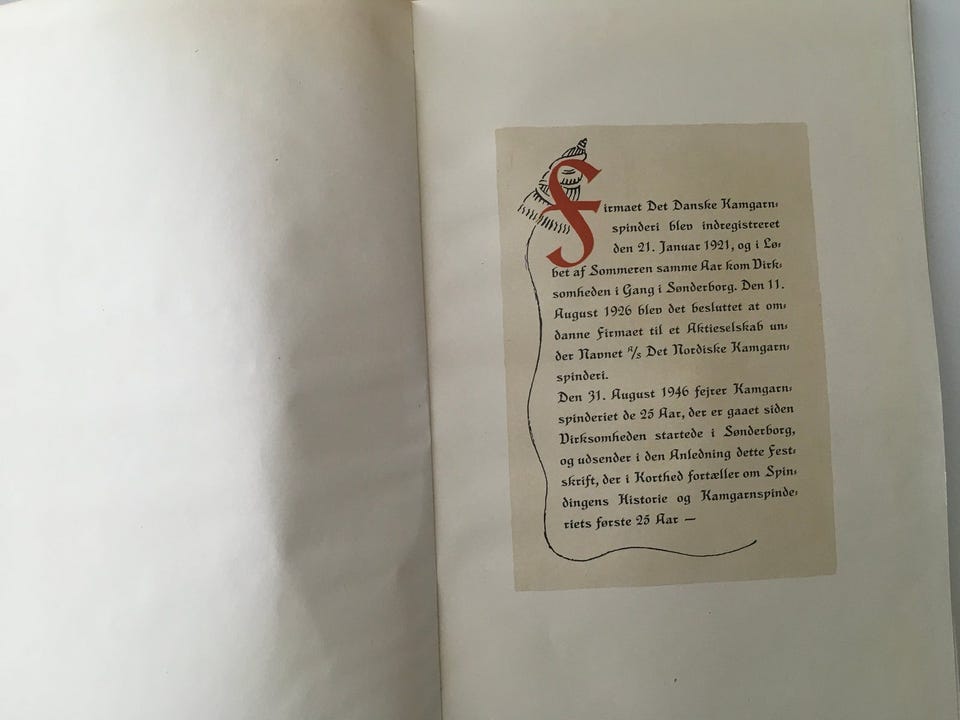 Firmaet Det Danske Kamgarn-
spinderi blev indregistreret
den 21. Januar 1921, og i Lø-
bet af Sommeren samme Aar kom Virk-
somheden i Gang i Sønderborg. Den 11.
August 1926 blev det besluttet at om-
danne Firmaet til et Aktieselskab un-
der Navnet A/S Det Nordiske Kamgarn-
spinderi.
Den 31. August 1946 fejrer Kamgarn-
spinderiet de 25 Aar, der er gaaet siden
Virksomheden startede i Sønderborg,
og udsender i den Anledning dette Fest-
skrift, der i Korthed fortæller om Spin-
dingens Historie og Kamgarnspinde-
riets første 25 Aar —